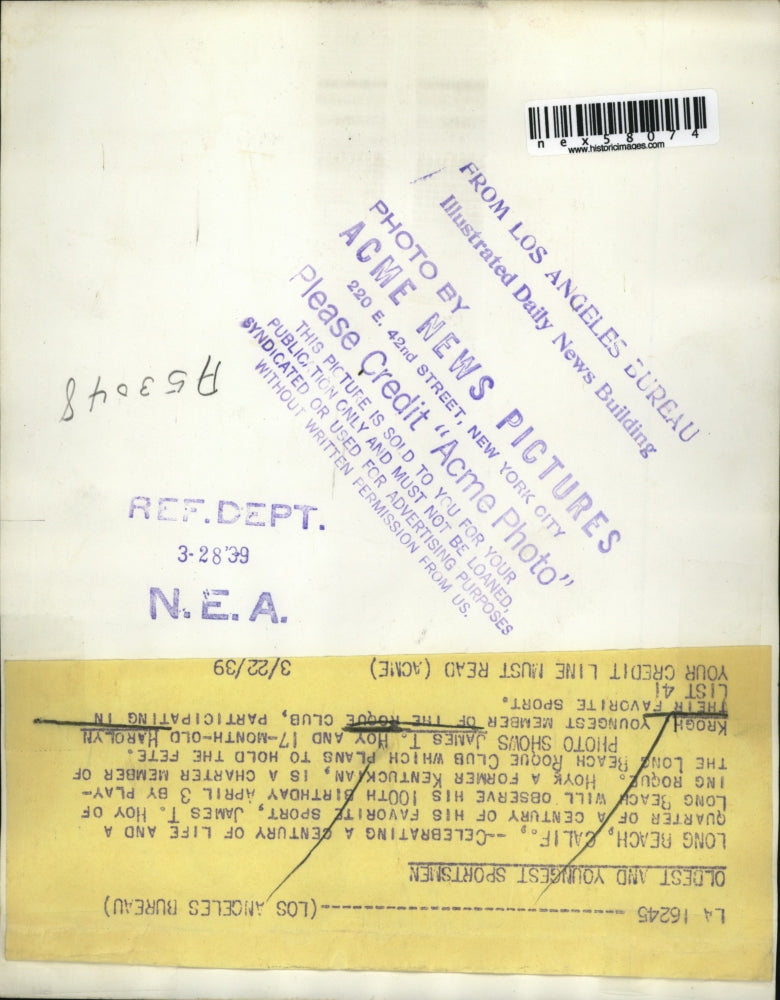 nex58074
www.historicimages.com
FROM LOS ANGELES BUREAU
Illustrated Daily News Building
PHOTO BY
ACME NEWS PICTURES
220 E. 42nd STREET, NEW YORK CITY
Please Credit "Acme Photo"
THIS PICTURE IS SOLD TO YOU FOR YOUR
PUBLICATION ONLY AND MUST NOT BE LOANED,
SYNDICATED OR USED FOR ADVERTISING PURPOSES
WITHOUT WRITTEN PERMISSION FROM US.
A53048
REF.DEPT.
3-28'39
N.E.A.
LA 16245 --------------------------------(LOS ANGELES BUREAU)
OLDEST AND YOUNGEST SPORTSMEN
LONG BEACH, CALIF., -- CELEBRATING A CENTURY OF LIFE AND A
QUARTER OF A CENTURY OF HIS FAVORITE SPORT, JAMES T. HOY OF
LONG BEACH WILL OBSERVE HIS 100TH BIRTHDAY APRIL 3 BY PLAY-
ING ROQUE. HOY, A FORMER KENTUCKIAN, IS A CHARTER MEMBER OF
THE LONG BEACH ROQUE CLUB WHICH PLANS TO HOLD THE FETE.
PHOTO SHOWS JAMES T. HOY AND 17-MONTH-OLD HAROLYN
KROGH YOUNGEST MEMBER OF THE ROQUE CLUB, PARTICIPATING IN
THEIR FAVORITE SPORT.
LIST 41
YOUR CREDIT LINE MUST READ (ACME) 3/22/39